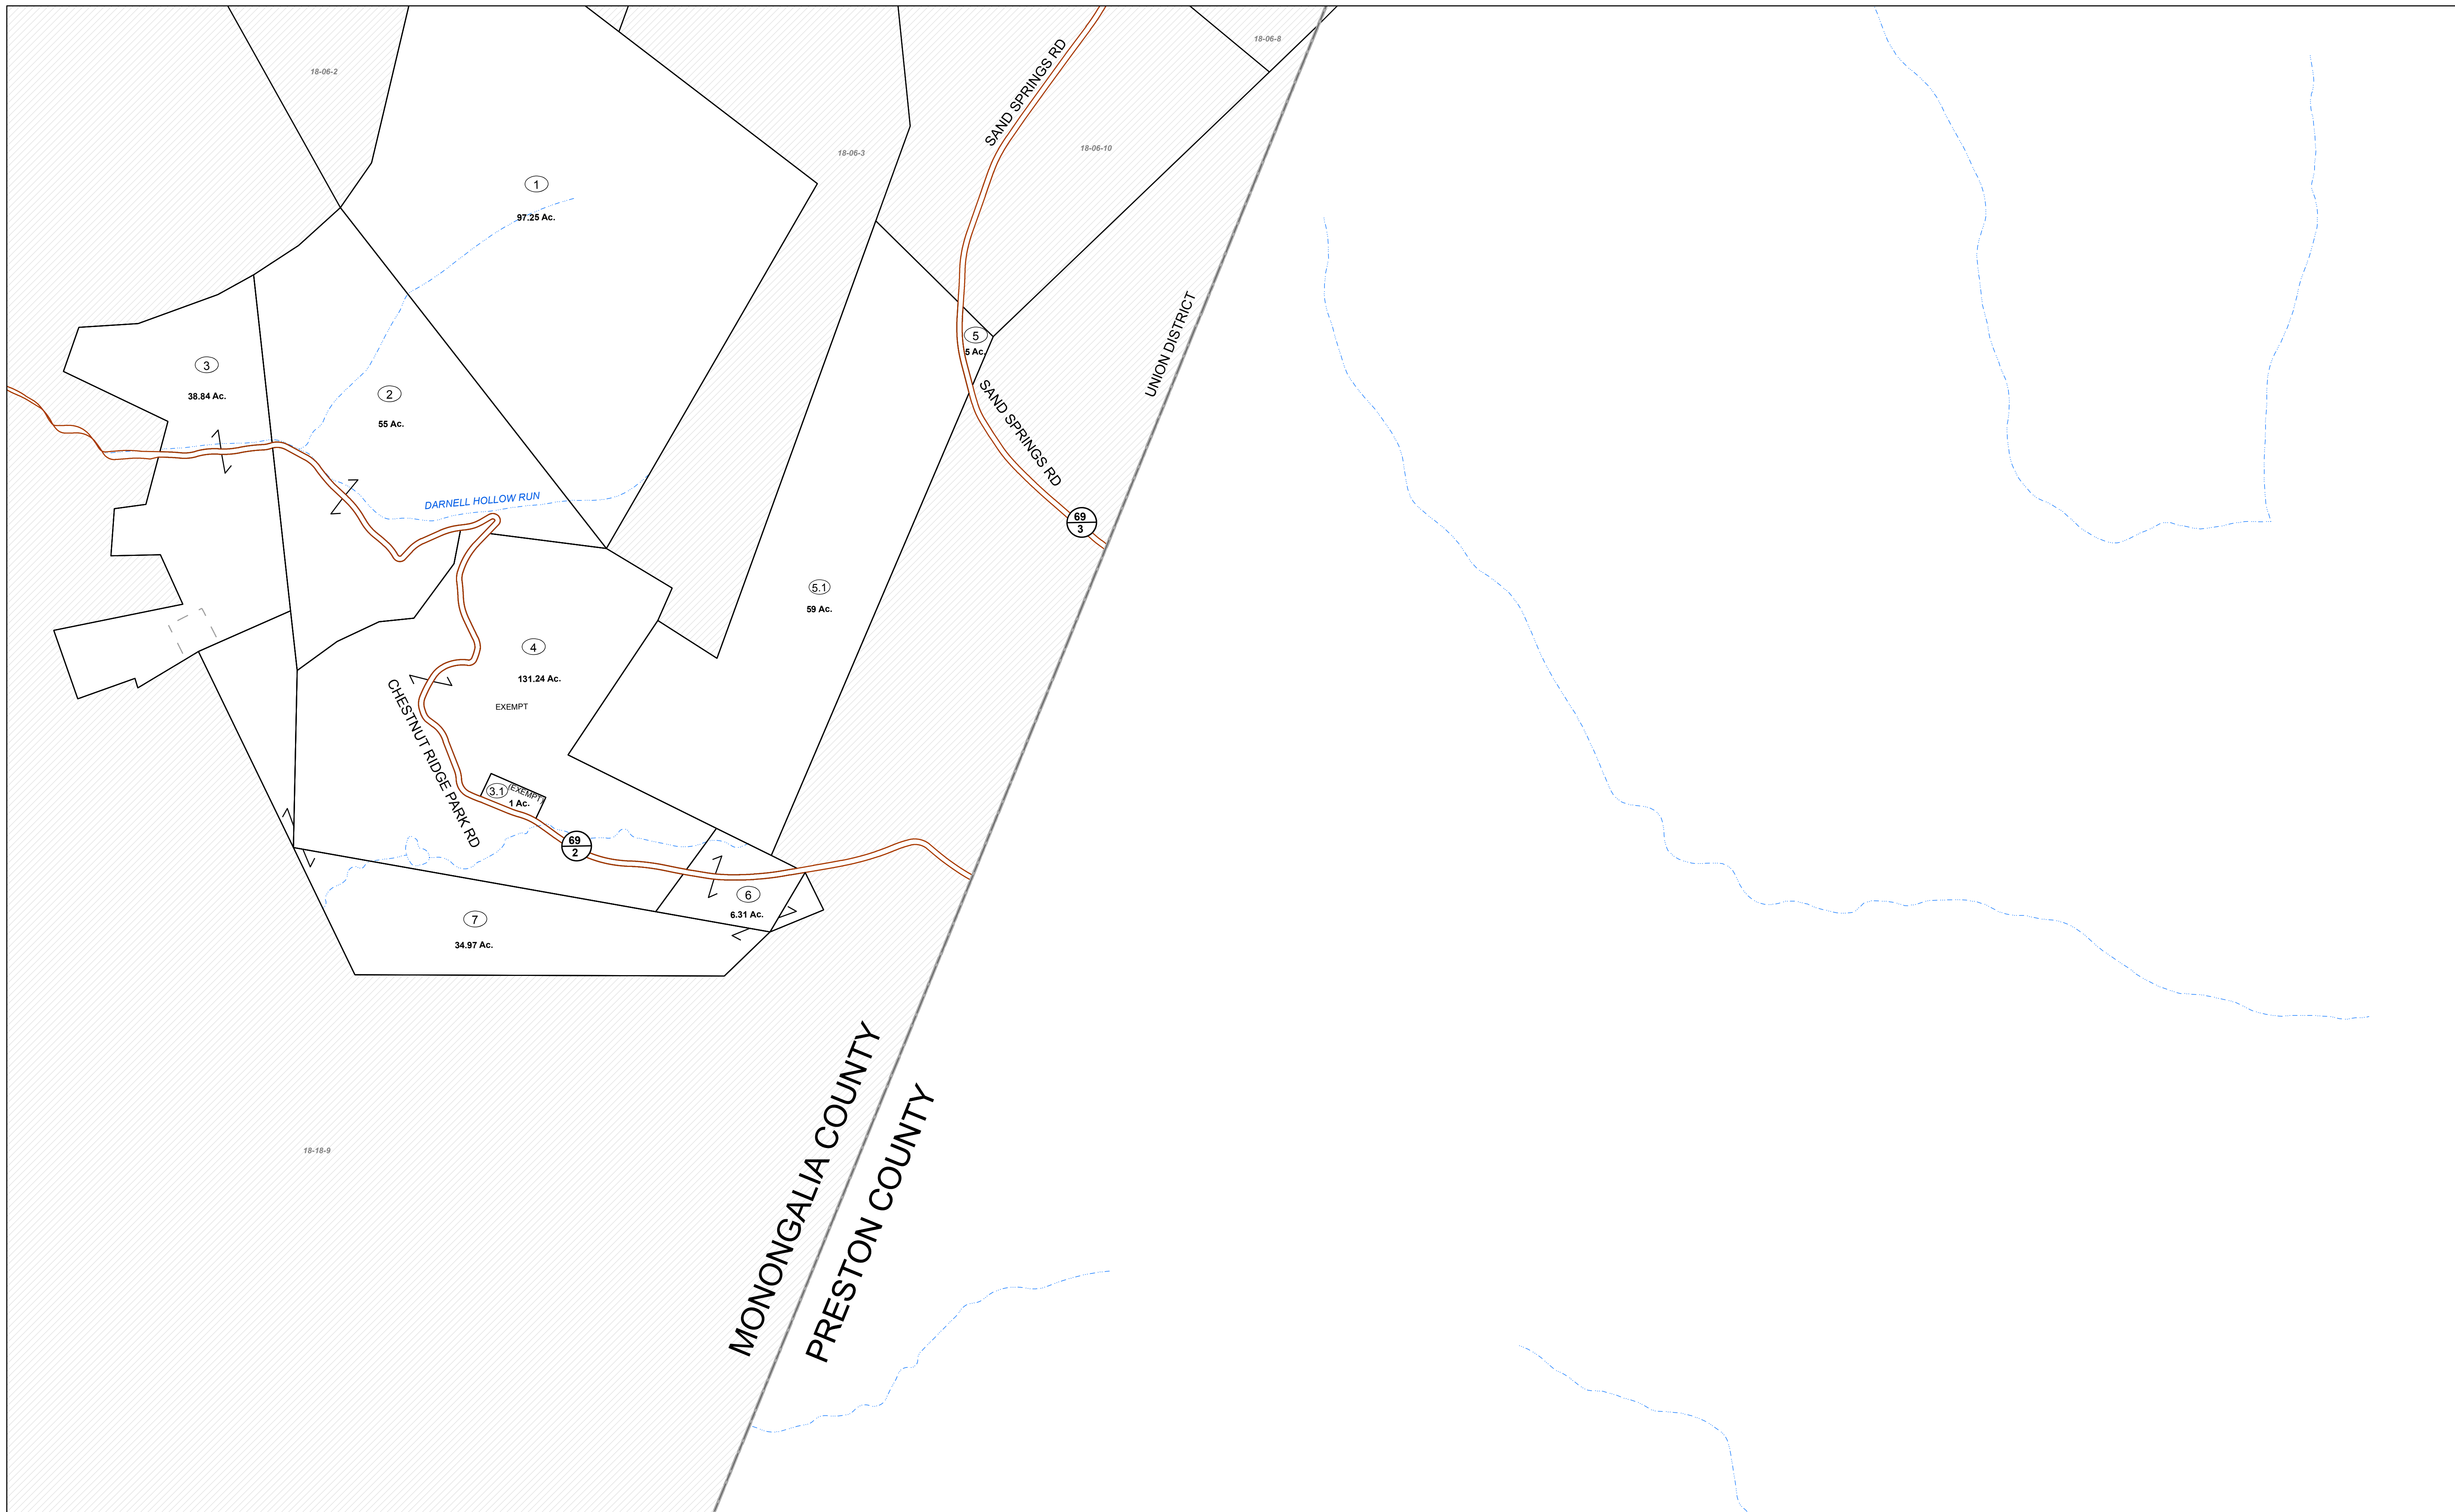 18-06-8
18-06-2
SAND SPRINGS RD
18-06-10
18-06-3
1
97.25 Ac.
5
5 Ac.
UNION DISTRICT
3
38.84 Ac.
2
55 Ac.
SAND SPRINGS RD
DARNELL HOLLOW RUN
69
3
5.1
59 Ac.
4
131.24 Ac.
EXEMPT
CHESTNUT RIDGE PARK RD
3.1
(EXEMPT)
1 Ac.
69
2
6
6.31 Ac.
7
34.97 Ac.
MONONGALIA COUNTY
PRESTON COUNTY
18-18-9